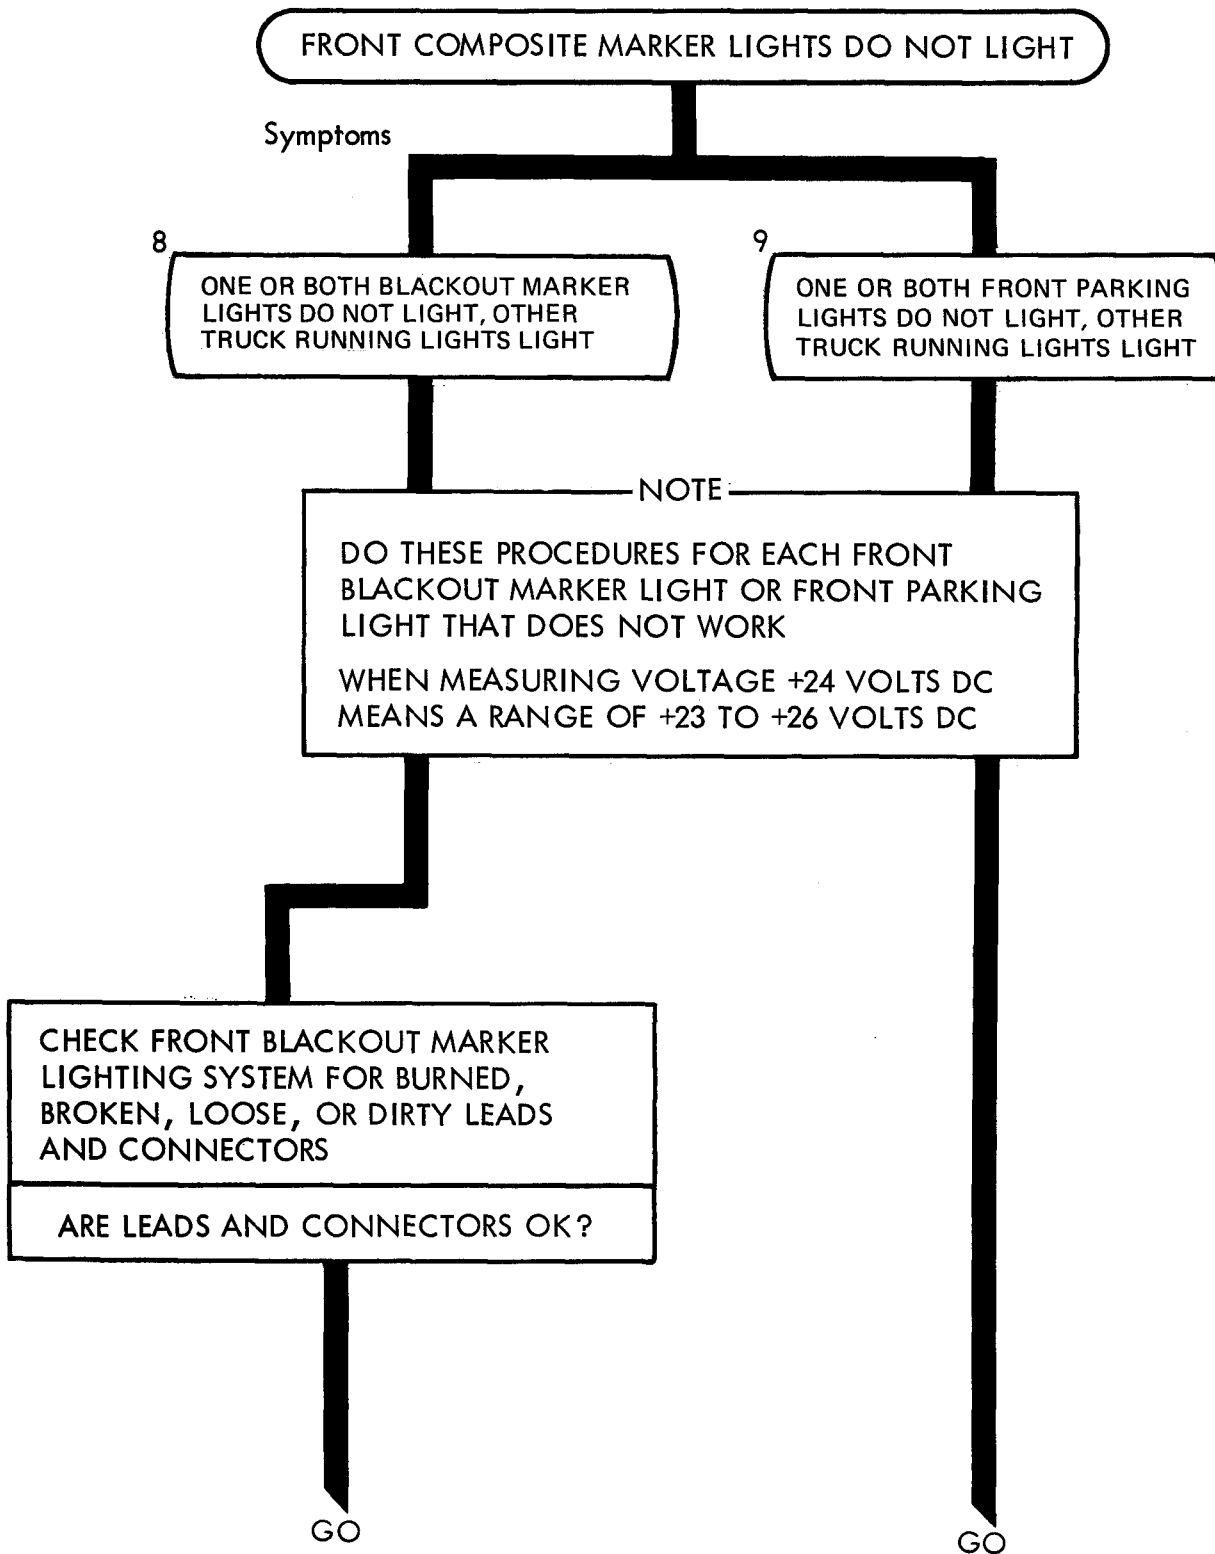 FRONT COMPOSITE MARKER LIGHTS DO NOT LIGHT
Symptoms
8
ONE OR BOTH BLACKOUT MARKER
LIGHTS DO NOT LIGHT, OTHER
TRUCK RUNNING LIGHTS LIGHT
9
ONE OR BOTH FRONT PARKING
LIGHTS DO NOT LIGHT, OTHER
TRUCK RUNNING LIGHTS LIGHT
NOTE
DO THESE PROCEDURES FOR EACH FRONT
BLACKOUT MARKER LIGHT OR FRONT PARKING
LIGHT THAT DOES NOT WORK
WHEN MEASURING VOLTAGE +24 VOLTS DC
MEANS A RANGE OF +23 TO +26 VOLTS DC
CHECK FRONT BLACKOUT MARKER
LIGHTING SYSTEM FOR BURNED,
BROKEN, LOOSE, OR DIRTY LEADS
AND CONNECTORS
ARE LEADS AND CONNECTORS OK?
GO
GO